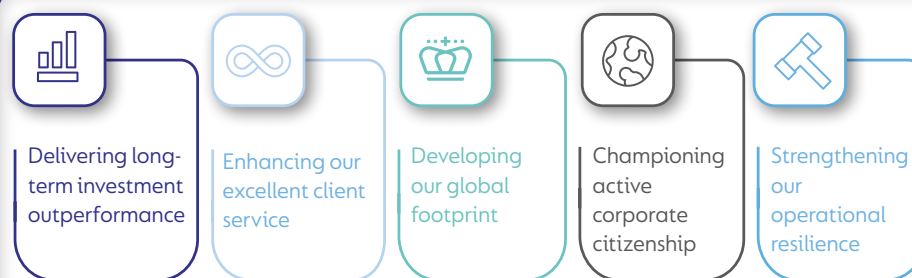 Delivering long-
term investment
outperformance
Enhancing our
excellent client
service
Developing
our global
footprint
Championing
active
corporate
citizenship
Strengthening
our
operational
resilience